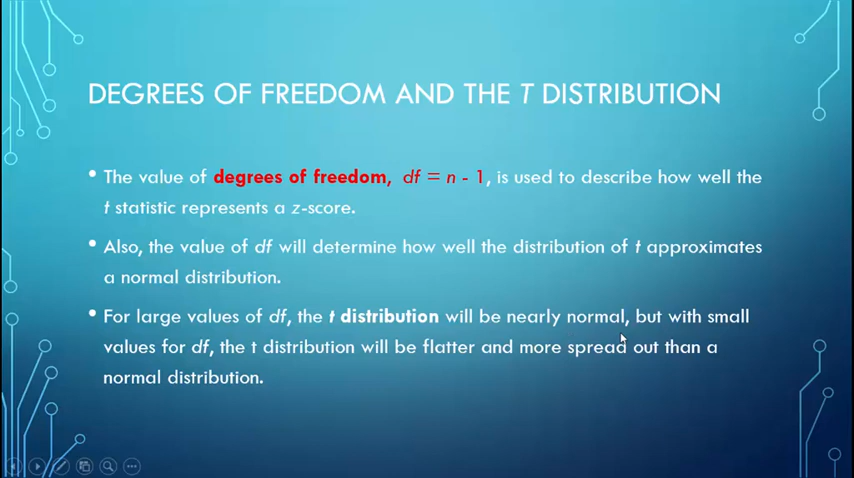 DEGREES OF FREEDOM AND THE T DISTRIBUTION
• The value of degrees of freedom, df = n - 1, is used to describe how well the
t statistic represents a z-score.
• Also, the value of df will determine how well the distribution of t approximates
a normal distribution.
• For large values of df, the t distribution will be nearly normal, but with small
values for df, the t distribution will be flatter and more spread out than a
normal distribution.